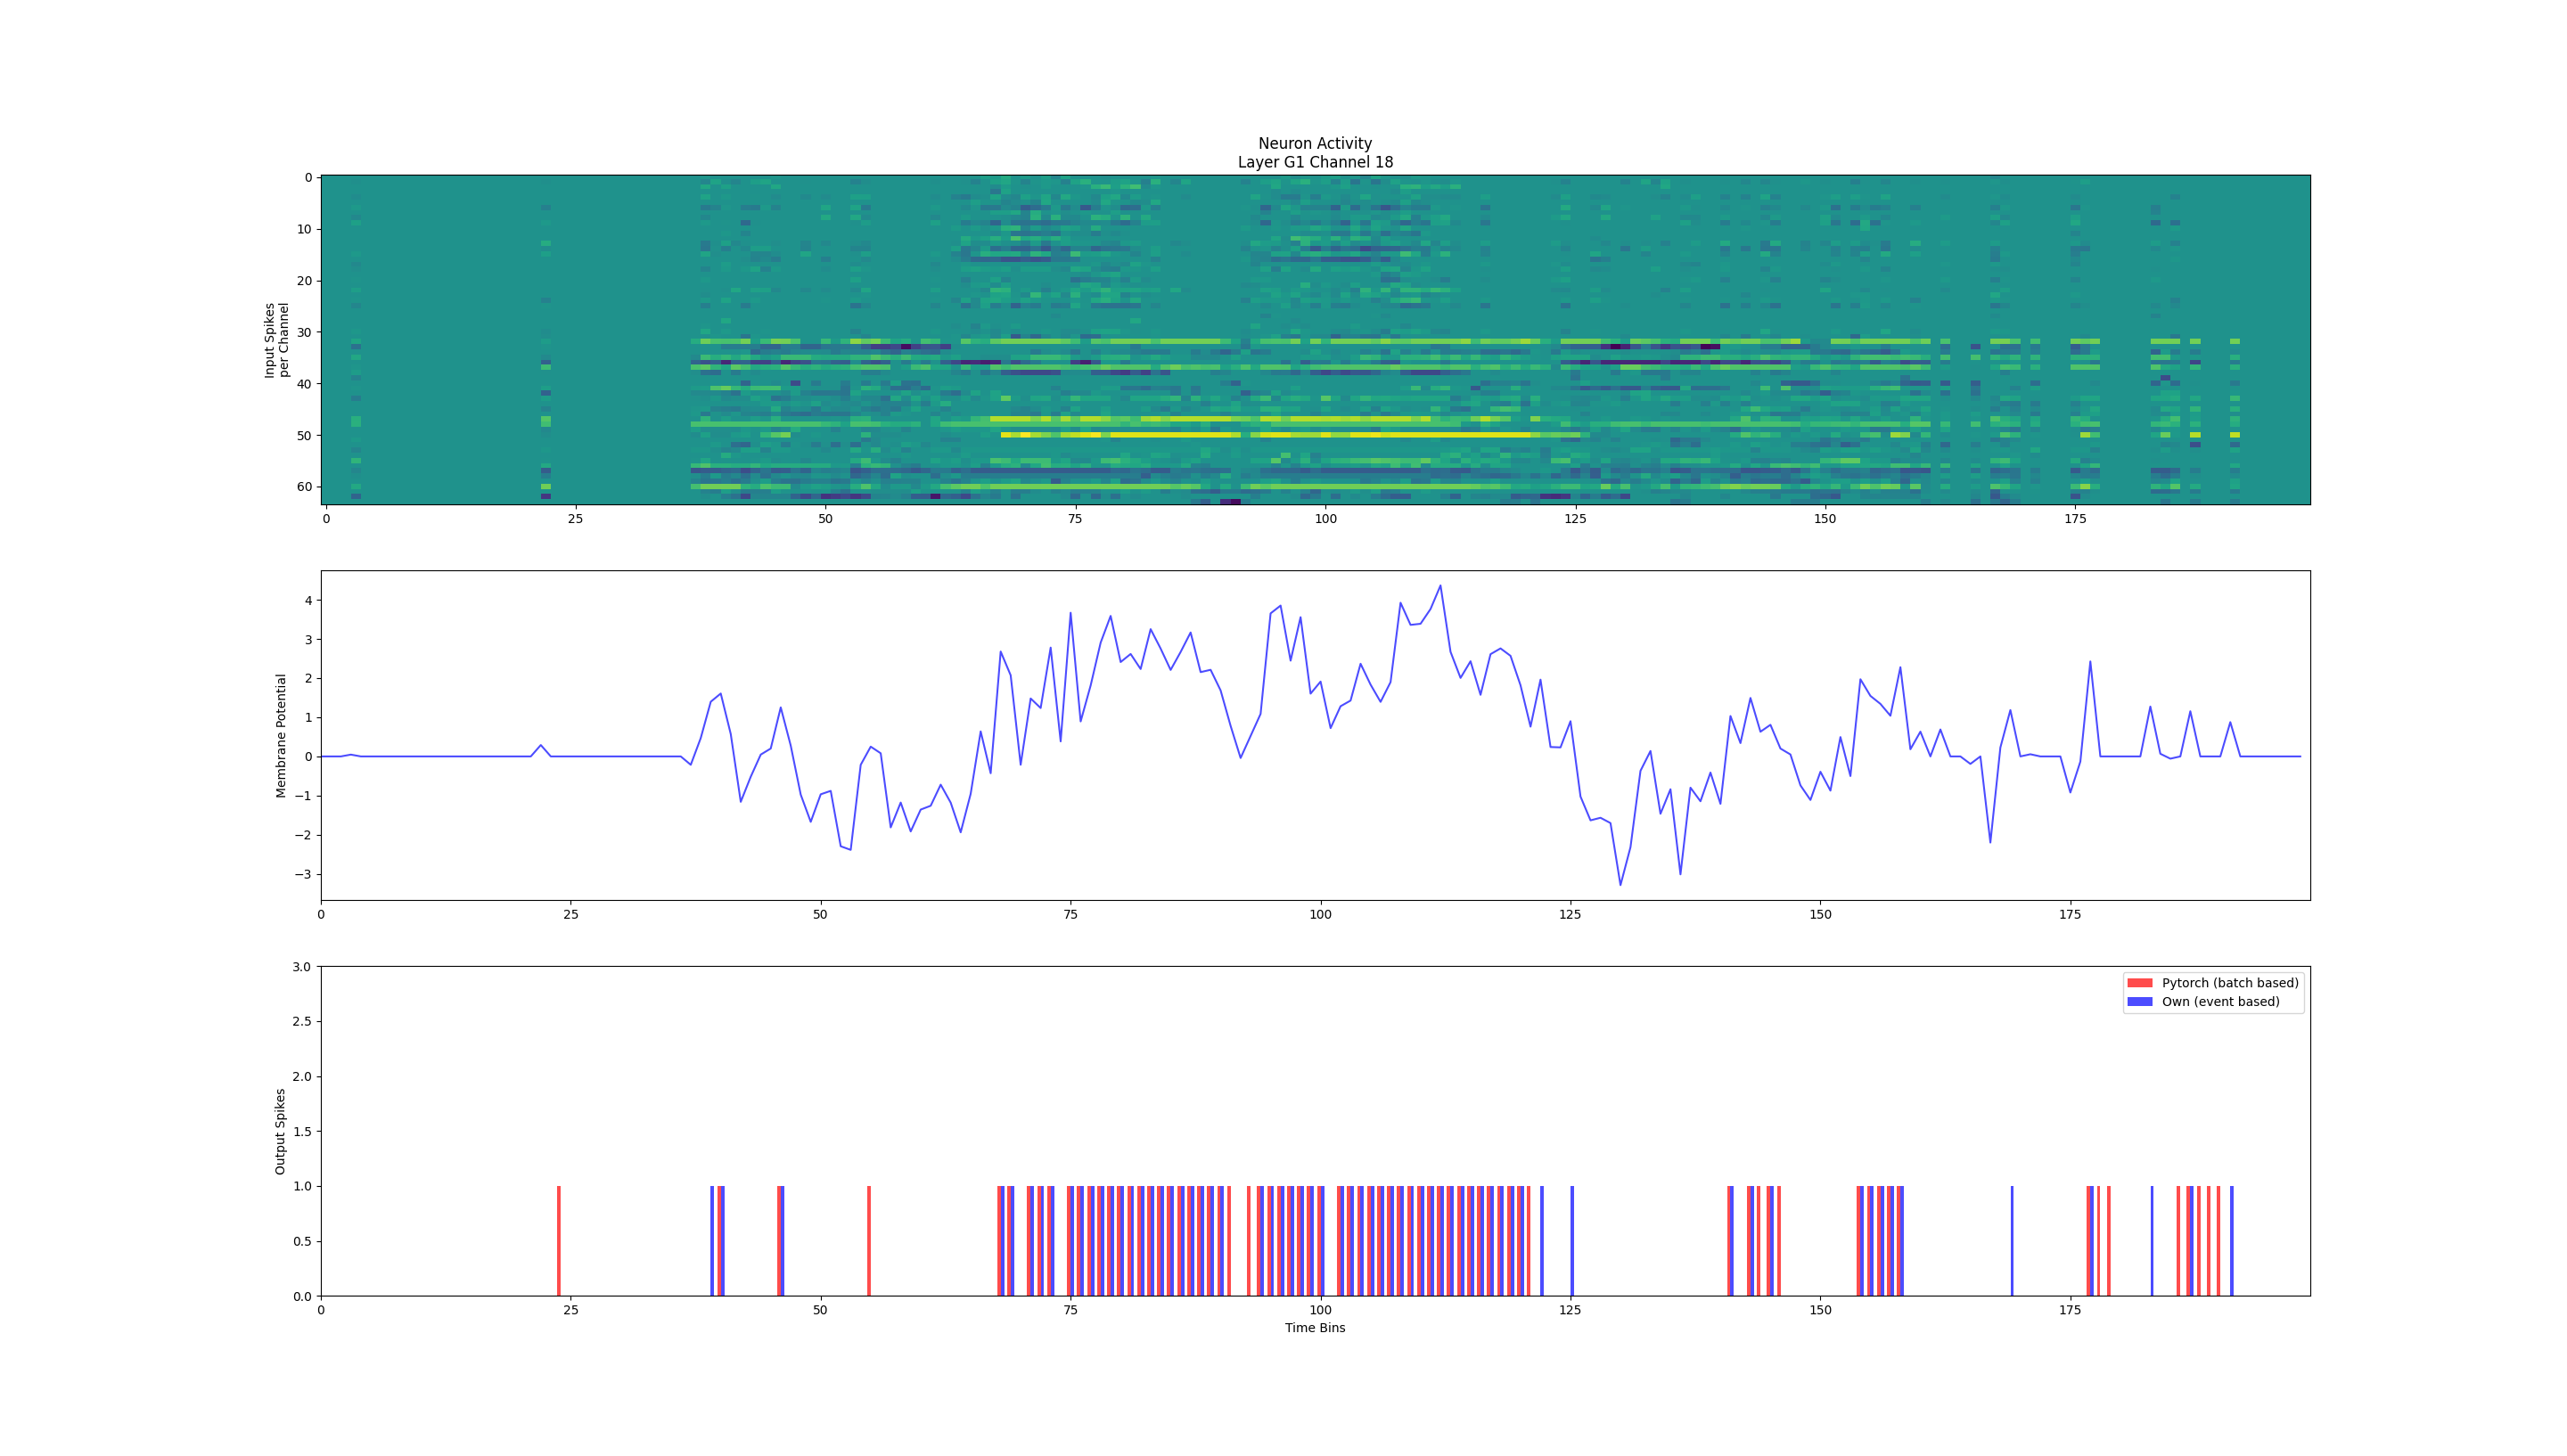 Neuron Activity
Layer G1 Channel 18
Input Spikes
per Channel
0
10
20
30
40
50
60
0 25 50 75 100 125 150 175
Membrane Potential
4
3
2
1
0
−1
−2
−3
0 25 50 75 100 125 150 175
Output Spikes
3.0
2.5
2.0
1.5
1.0
0.5
0.0
Pytorch (batch based)
Own (event based)
0 25 50 75 100 125 150 175
Time Bins